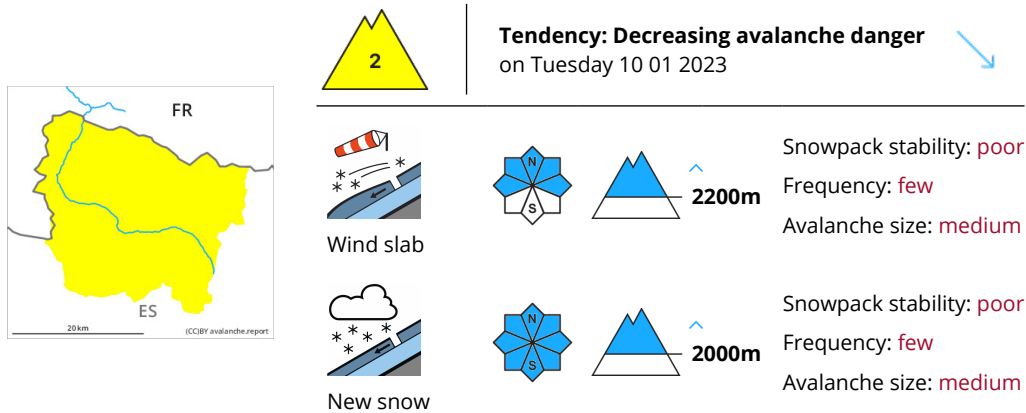 2
Tendency: Decreasing avalanche danger
on Tuesday 10 01 2023
FR
ES
20 km
(CC)BY avalanche.report
Wind slab
N
S
2200m
Snowpack stability: poor
Frequency: few
Avalanche size: medium
New snow
N
S
2000m
Snowpack stability: poor
Frequency: few
Avalanche size: medium